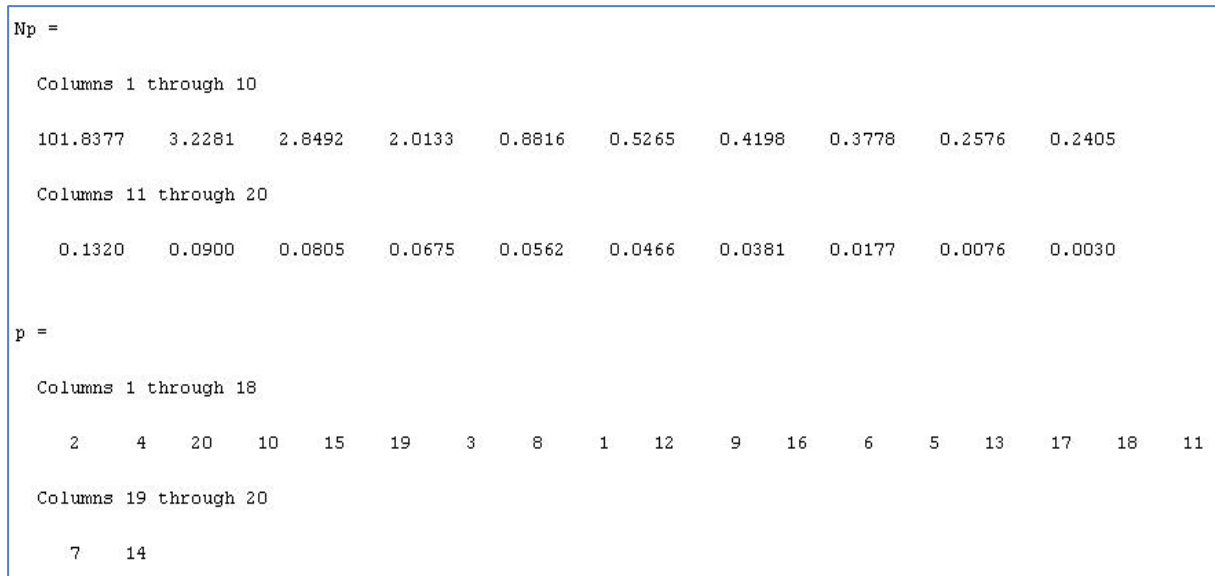 Np =
Columns 1 through 10
101.8377 3.2281 2.8492 2.0133 0.8816 0.5265 0.4198 0.3778 0.2576 0.2405
Columns 11 through 20
0.1320 0.0900 0.0805 0.0675 0.0562 0.0466 0.0381 0.0177 0.0076 0.0030
p =
Columns 1 through 18
2 4 20 10 15 19 3 8 1 12 9 16 6 5 13 17 18 11
Columns 19 through 20
7 14